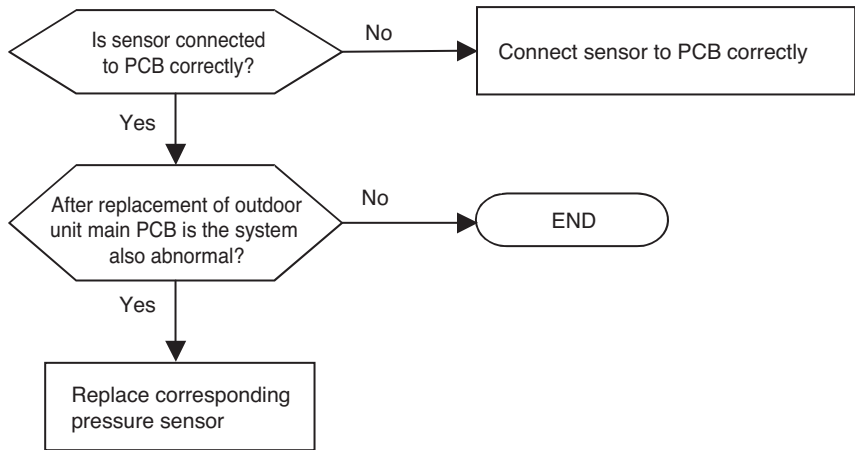 Is sensor connected
to PCB correctly?
No
Connect sensor to PCB correctly
Yes
After replacement of outdoor
unit main PCB is the system
also abnormal?
No
END
Yes
Replace corresponding
pressure sensor